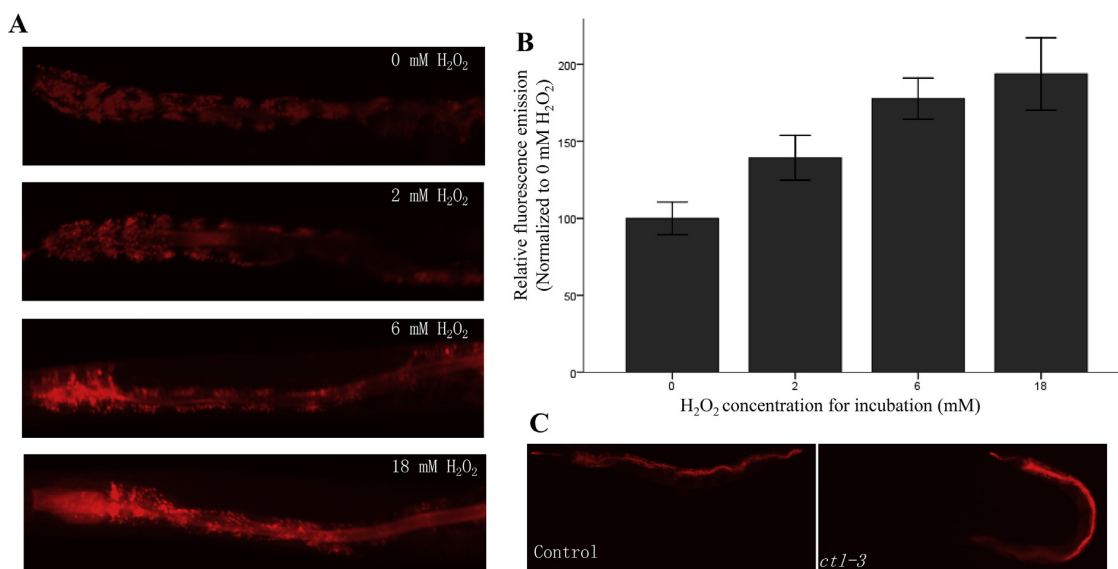 A
0 mM H₂O₂
2 mM H₂O₂
6 mM H₂O₂
18 mM H₂O₂
B
Relative fluorescence emission
(Normalized to 0 mM H₂O₂)
200
150
100
50
0
0 2 6 18
H₂O₂ concentration for incubation (mM)
C
Control
ctl-3